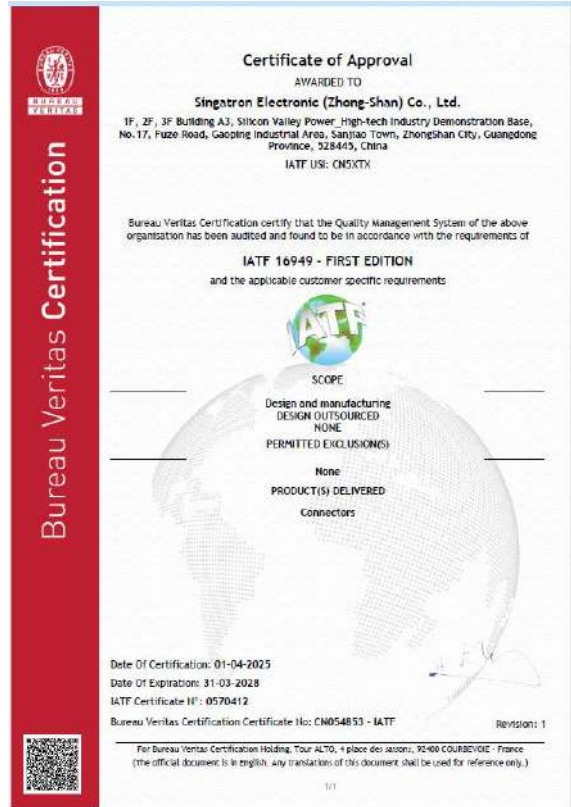 BUREAU
VERITAS
Bureau Veritas Certification
Certificate of Approval
AWARDED TO
Singatron Electronic (Zhong-Shan) Co., Ltd.
1F, 2F, 3F Building A3, Silicon Valley Power_High-tech Industry Demonstration Base,
No.17, Fuze Road, Gaoping Industrial Area, Sanjiao Town, ZhongShan City, Guangdong
Province, 528445, China
IATF USI: CN5XTX
Bureau Veritas Certification certify that the Quality Management System of the above
organisation has been audited and found to be in accordance with the requirements of
IATF 16949 - FIRST EDITION
and the applicable customer specific requirements
IATF
SCOPE
Design and manufacturing
DESIGN OUTSOURCED
NONE
PERMITTED EXCLUSION(S)
None
PRODUCT(S) DELIVERED
Connectors
Date Of Certification: 01-04-2025
Date Of Expiration: 31-03-2028
IATF Certificate N°: 0570412
Bureau Veritas Certification Certificate No: CN054853 - IATF
Revision: 1
For Bureau Veritas Certification Holding, Tour ALTO, 4 place des saisons, 92400 COURBEVOIE - France
(The official document is in English. Any translations of this document shall be used for reference only.)
1/1